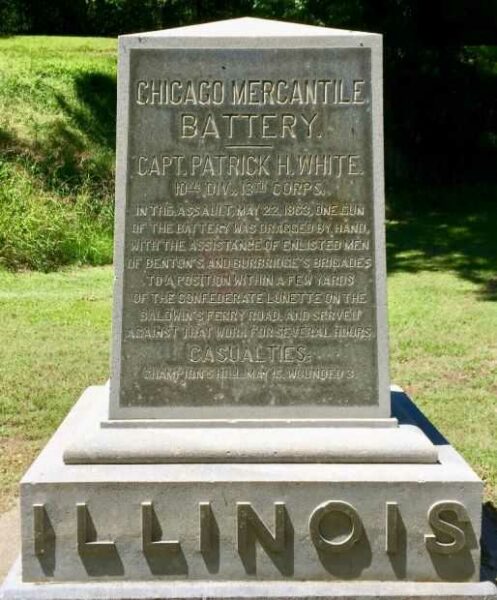 CHICAGO MERCANTILE
BATTERY.
CAPT. PATRICK H. WHITE.
10TH DIV., 13TH CORPS.
IN THE ASSAULT, MAY 22, 1863, ONE GUN
OF THE BATTERY WAS DRAGGED BY HAND,
WITH THE ASSISTANCE OF ENLISTED MEN
OF BENTON'S AND BURBRIDGE'S BRIGADES
TO A POSITION WITHIN A FEW YARDS
OF THE CONFEDERATE LUNETTE ON THE
BALDWIN'S FERRY ROAD, AND SERVED
AGAINST THAT WORK FOR SEVERAL HOURS.
CASUALTIES:
CHAMPION'S HILL, MAY 16, WOUNDED 3.
ILLINOIS